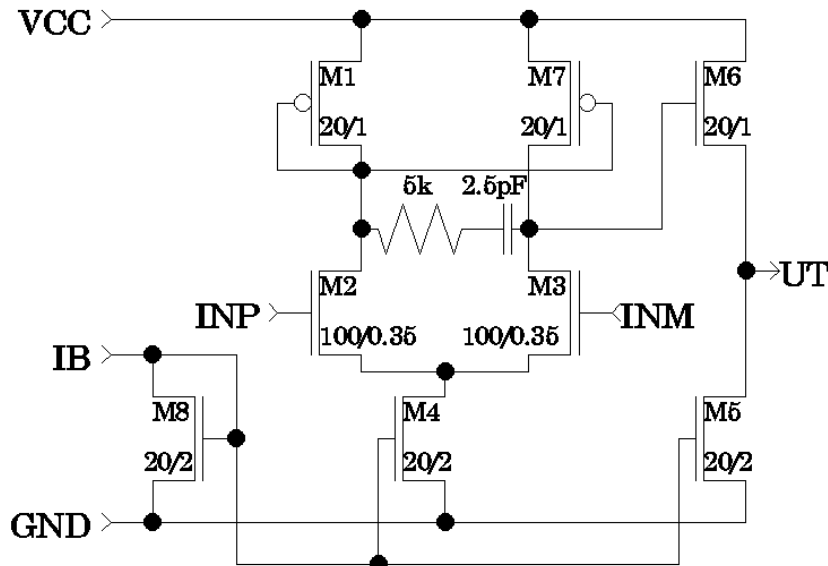 VCC
M1
20/1
M7
20/1
M6
20/1
5k
2.5pF
M2
100/0.35
M3
100/0.35
INP
INM
UT
IB
M8
20/2
M4
20/2
M5
20/2
GND